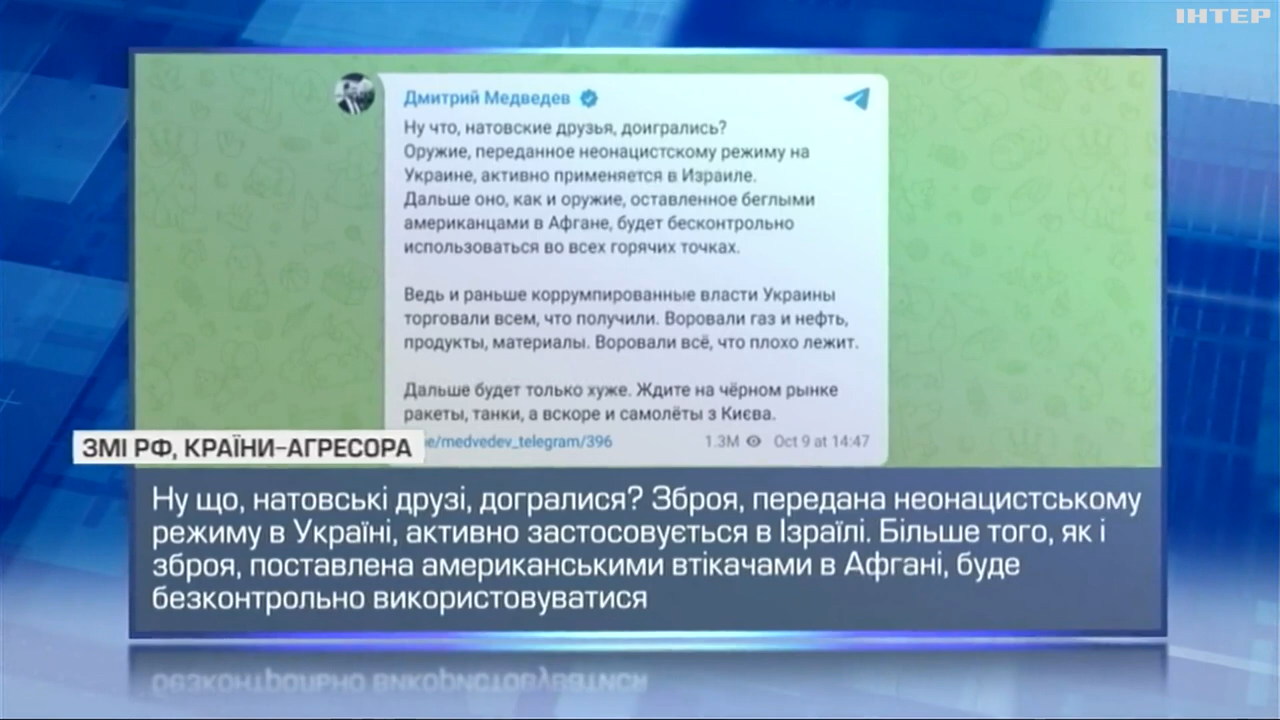 ІНТЕР
Дмитрий Медведев
Ну что, натовские друзья, доигрались?
Оружие, переданное неонацистскому режиму на
Украине, активно применяется в Израиле.
Дальше оно, как и оружие, оставленное беглыми
американцами в Афгане, будет бесконтрольно
использоваться во всех горячих точках.
Ведь и раньше коррумпированные власти Украины
торговали всем, что получили. Воровали газ и нефть,
продукты, материалы. Воровали всё, что плохо лежит.
Дальше будет только хуже. Ждите на чёрном рынке
ракеты, танки, а вскоре и самолёты з Києва.
e/medvedev_telegram/396 1.3M Oct 9 at 14:47
ЗМІ РФ, КРАЇНИ-АГРЕСОРА
Ну що, натовські друзі, догралися? Зброя, передана неонацистському
режиму в Україні, активно застосовується в Ізраїлі. Більше того, як і
зброя, поставлена американськими втікачами в Афгані, буде
безконтрольно використовуватися